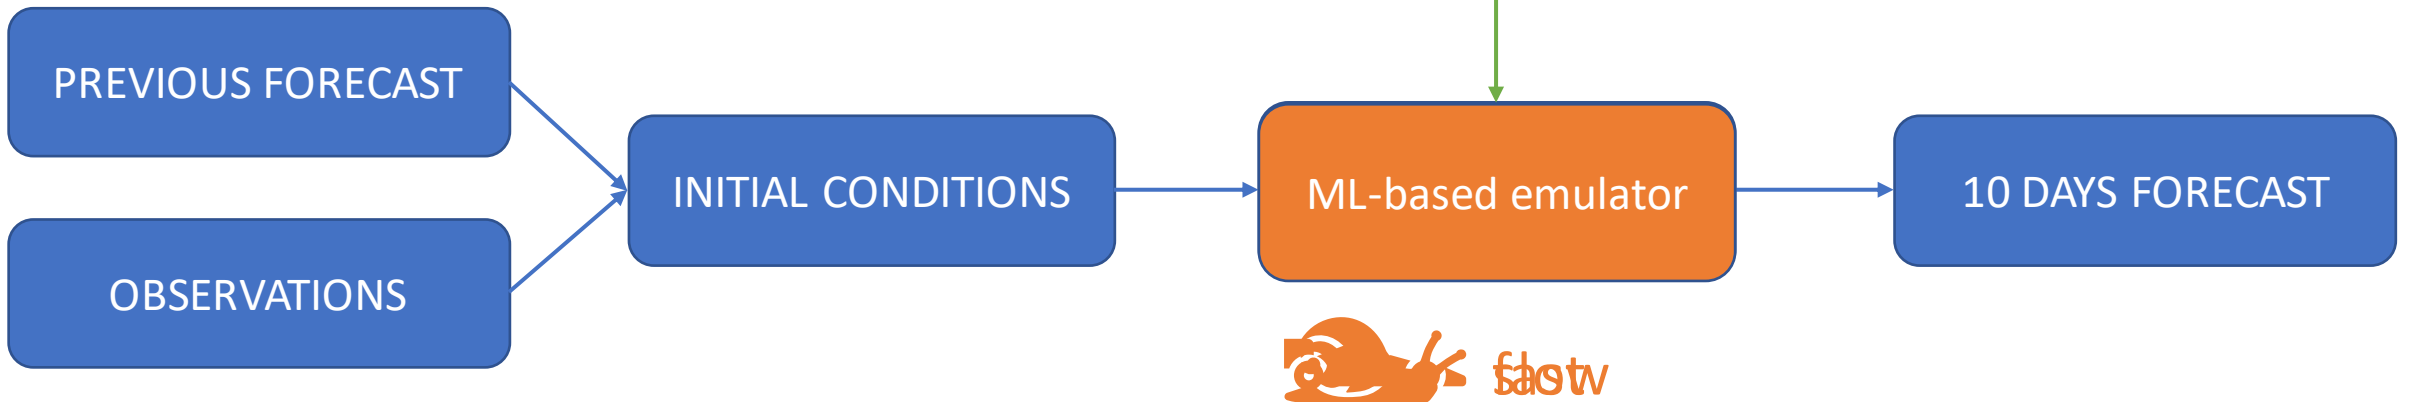 PREVIOUS FORECAST
OBSERVATIONS
INITIAL CONDITIONS
ML-based emulator
10 DAYS FORECAST